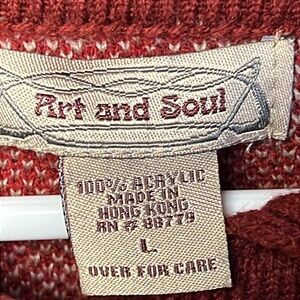 Art and Soul
100% ACRYLIC
MADE IN
HONG KONG
RN # 88779
L
OVER FOR CARE